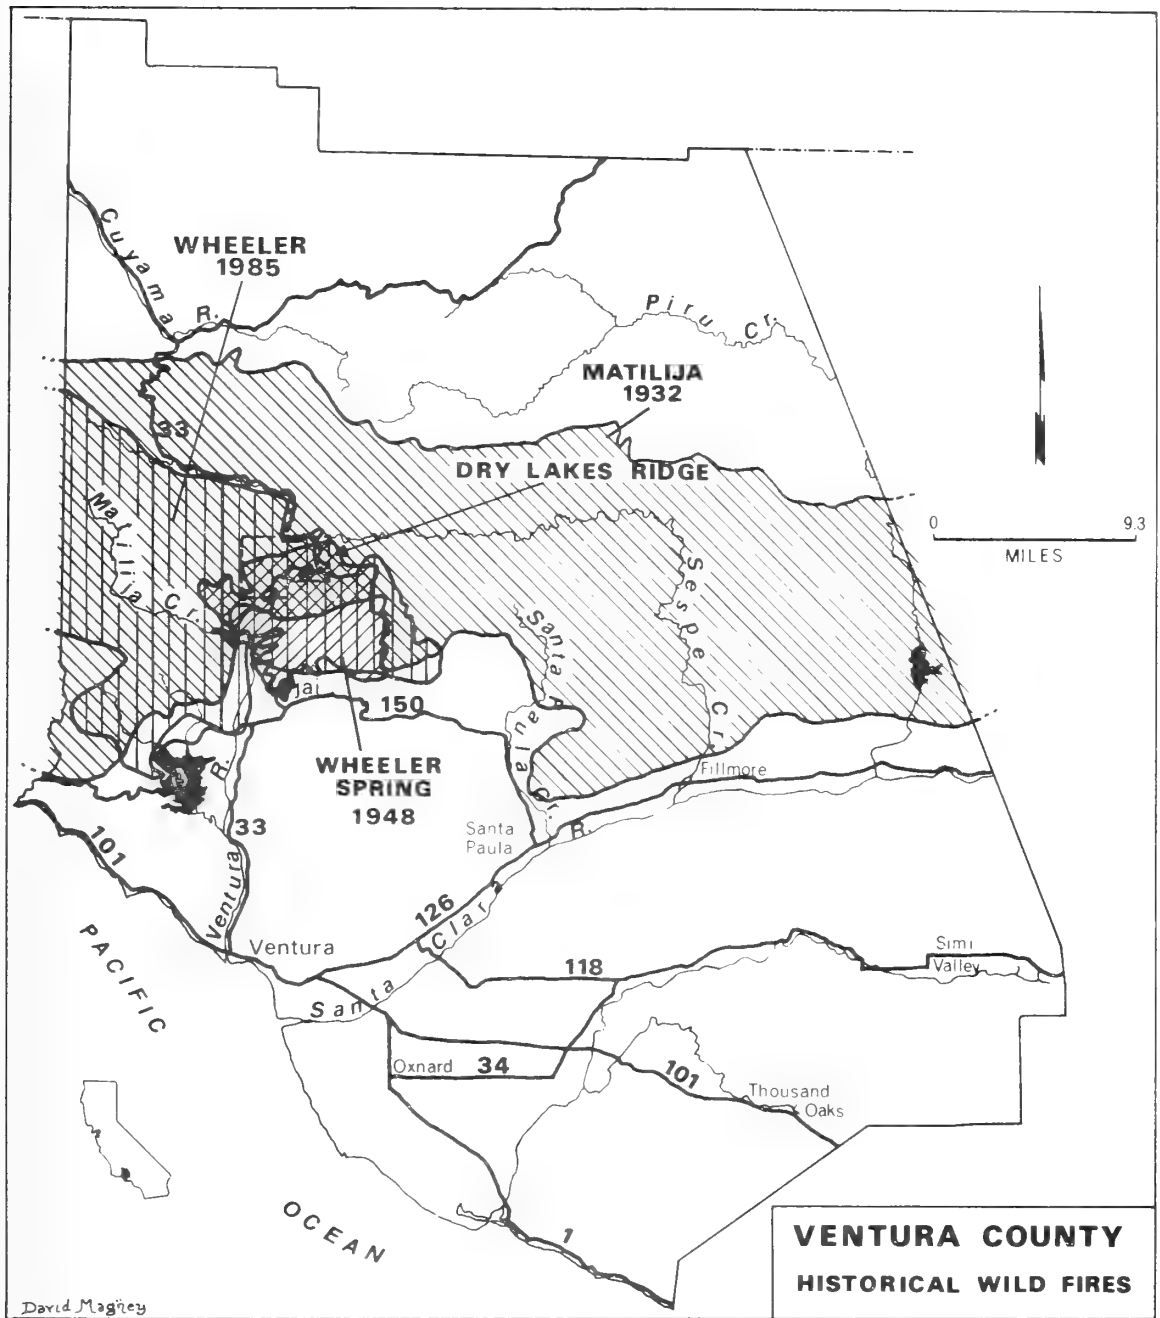 Cuyama
R.
WHEELER
1985
Piru Cr.
MATILIJA
1932
33
DRY LAKES RIDGE
Matilija Cr.
0 9.3
MILES
Sespe Cr.
Santa Paula Cr.
jai
150
WHEELER
SPRING
1948
R.
Fillmore
33
Santa
Paula
R.
101
Ventura
126
Clar
Ventura
118
Simi
Valley
Santa
PACIFIC
Oxnard 34
101
Thousand
Oaks
OCEAN
1
VENTURA COUNTY
HISTORICAL WILD FIRES
David Magney